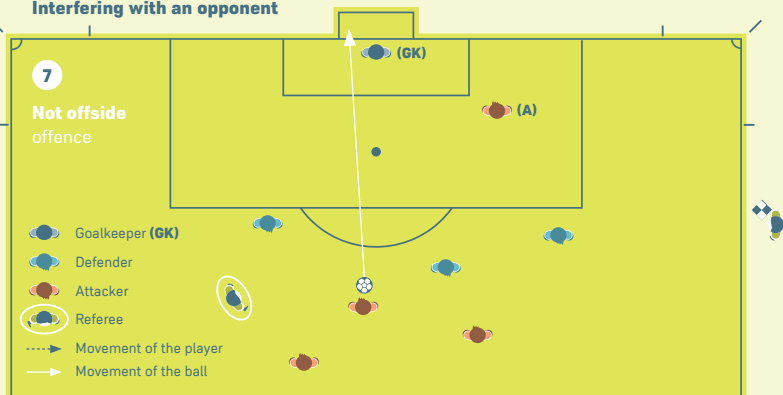 Interfering with an opponent
(GK)
7
(A)
Not offside
offence
Goalkeeper (GK)
Defender
Attacker
Referee
Movement of the player
Movement of the ball